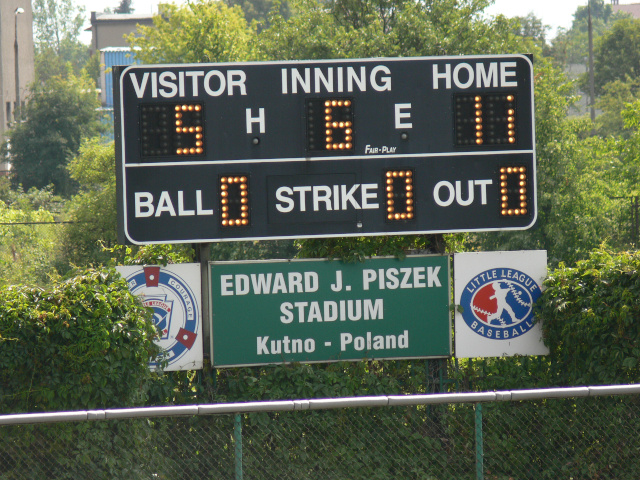 VISITOR INNING HOME
5 H 6 E 11
FAIR-PLAY
BALL 0 STRIKE 0 OUT 0
EDWARD J. PISZEK
STADIUM
Kutno - Poland
LITTLE LEAGUE
BASEBALL
COURAGE